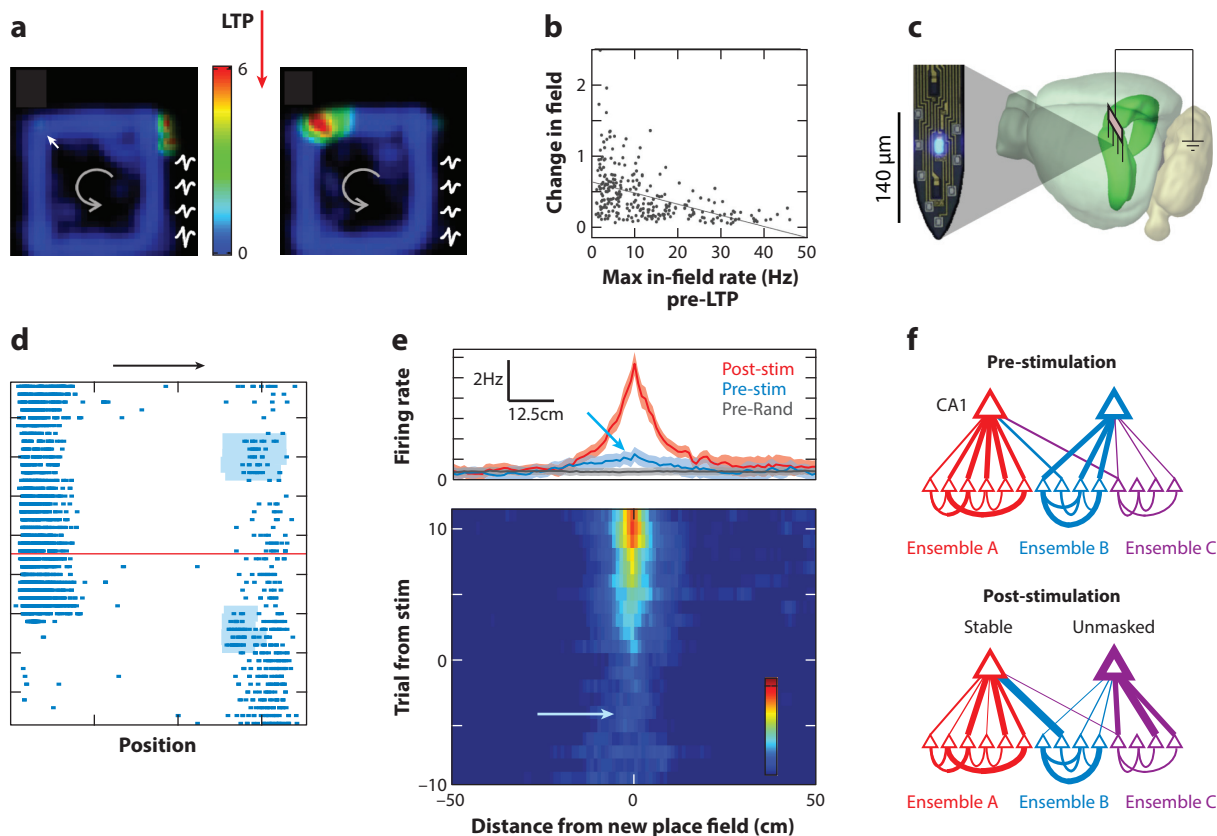 a
LTP
6
0
b
Change in field
2
1
0
0 10 20 30 40 50
Max in-field rate (Hz)
pre-LTP
c
140 µm
d
Position
e
Firing rate
2Hz
12.5cm
Post-stim
Pre-stim
Pre-Rand
0
Trial from stim
10
0
−10
−50 0 50
Distance from new place field (cm)
f
Pre-stimulation
CA1
Ensemble A Ensemble B Ensemble C
Post-stimulation
Stable Unmasked
Ensemble A Ensemble B Ensemble C